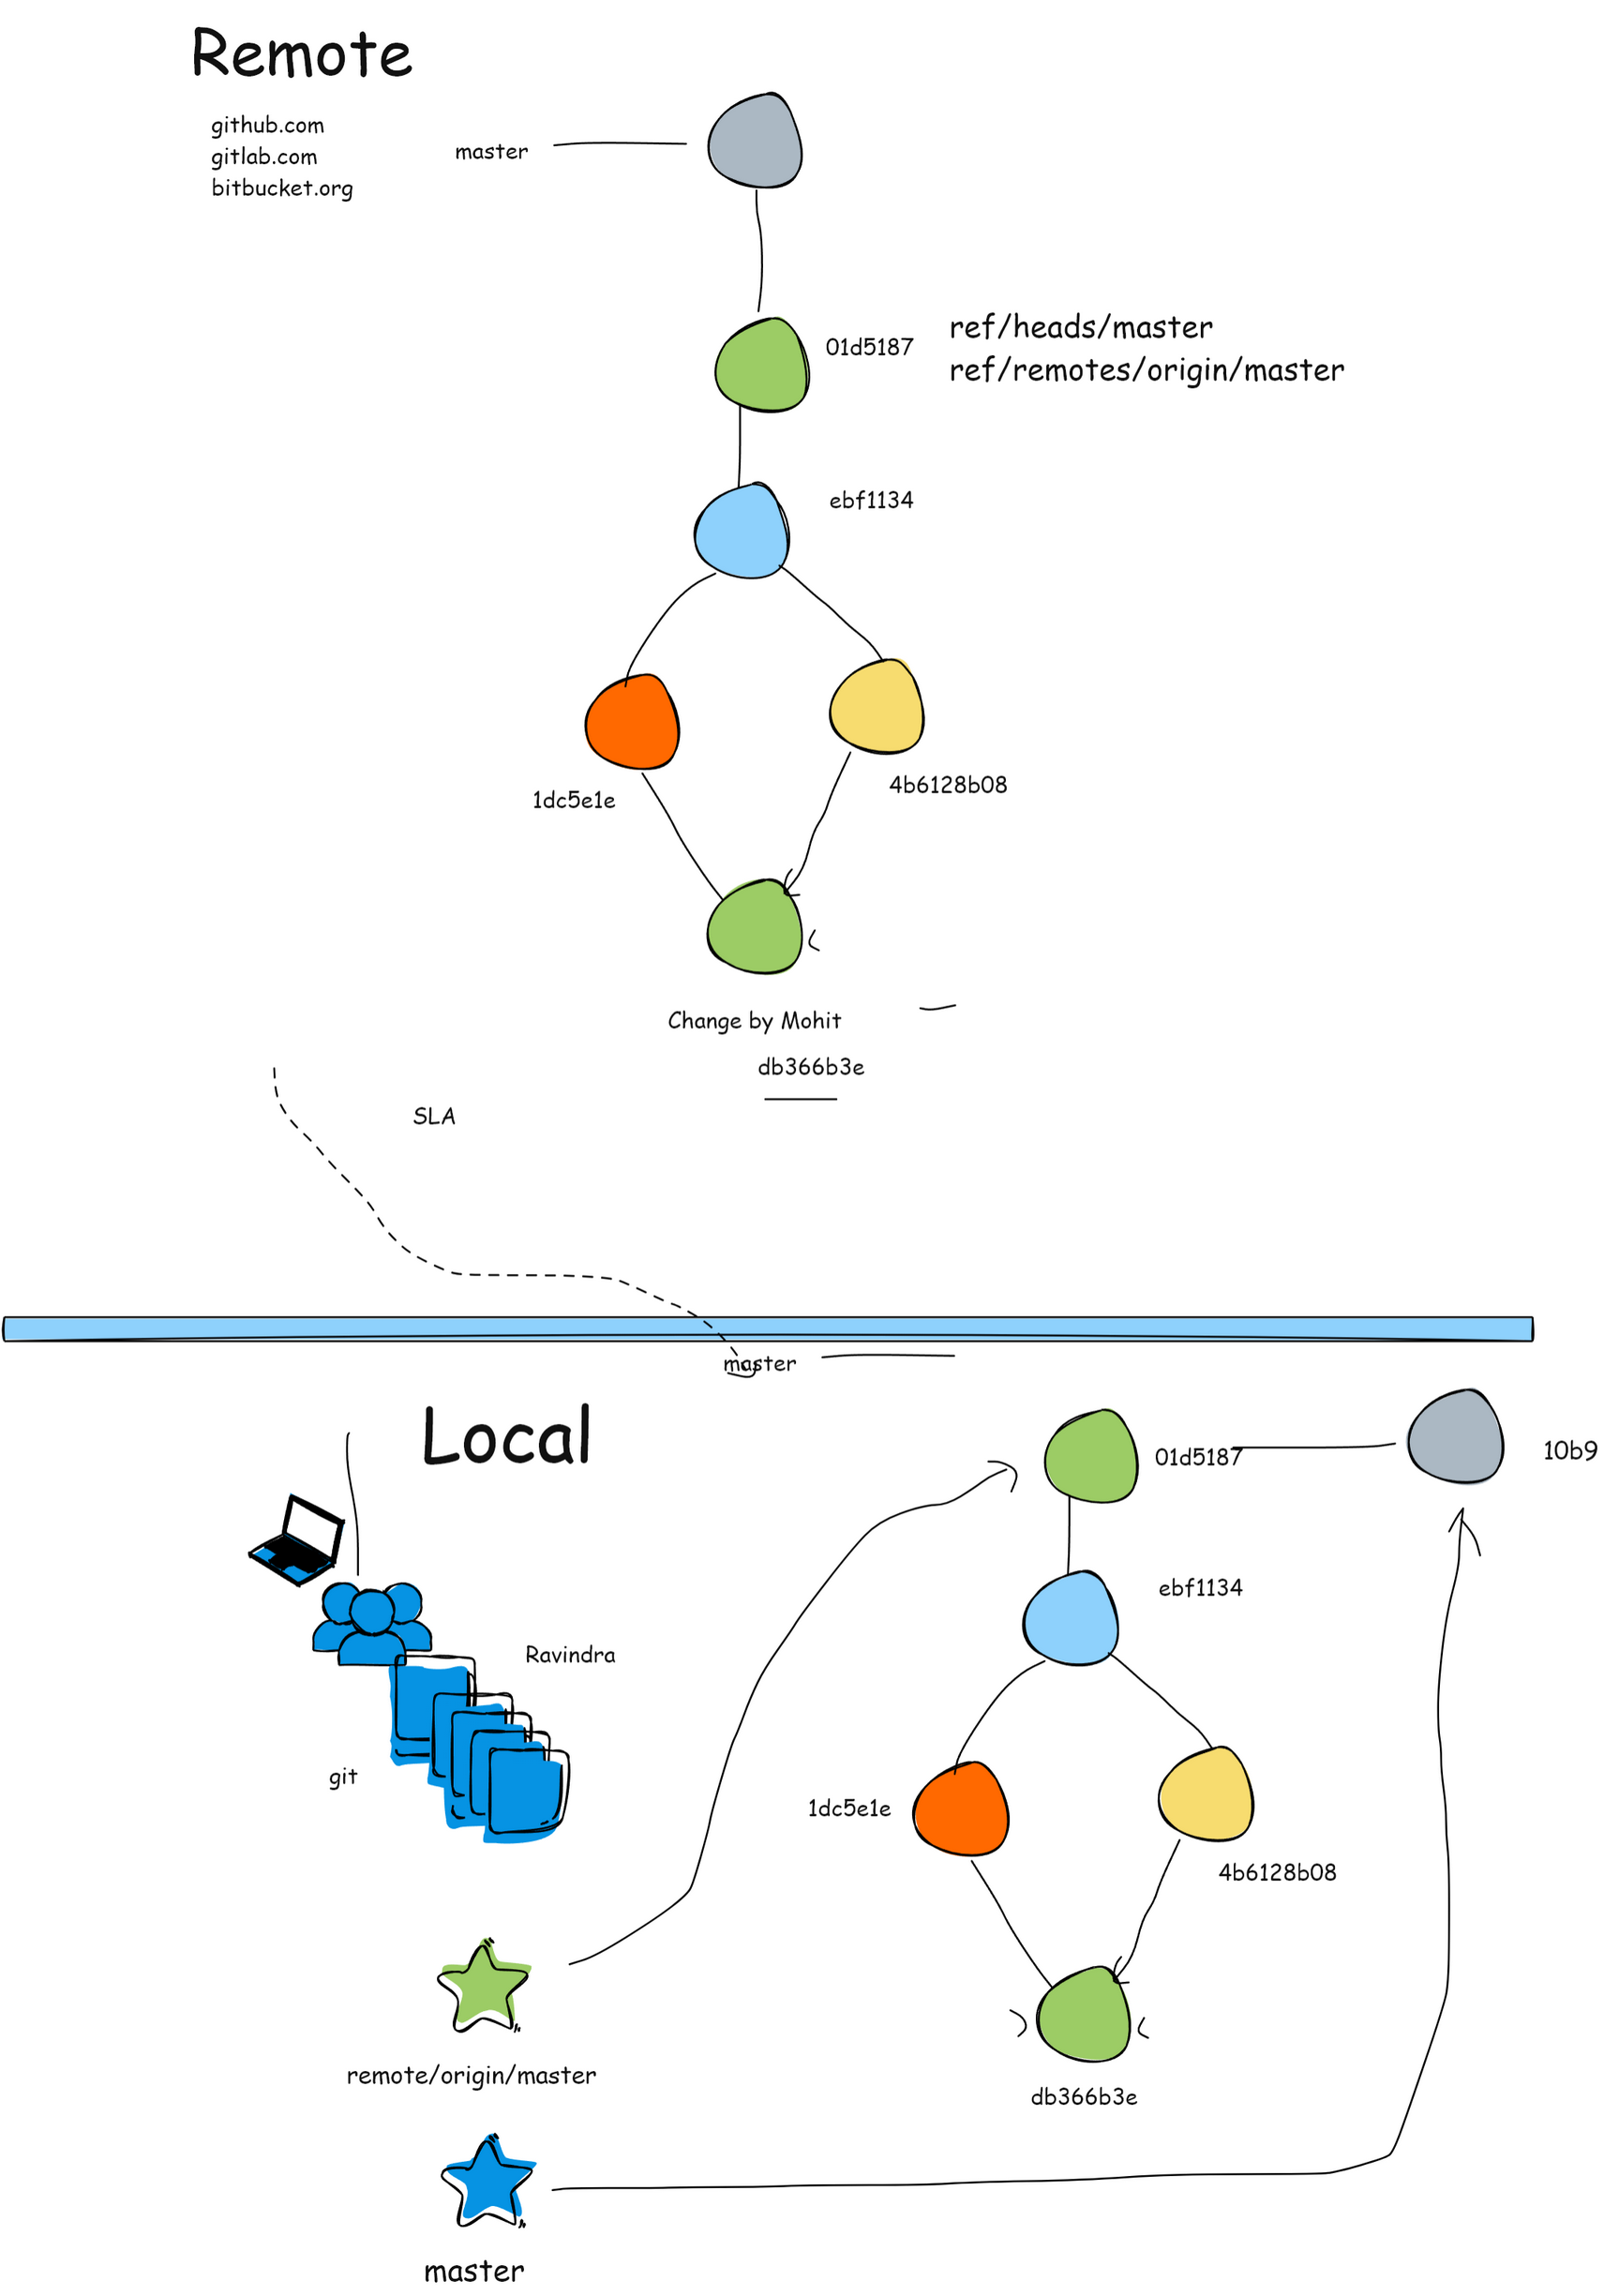 Remote
github.com
gitlab.com
bitbucket.org
master
01d5187
ref/heads/master
ref/remotes/origin/master
ebf1134
1dc5e1e
4b6128b08
Change by Mohit
db366b3e
SLA
master
Local
01d5187
10b9
ebf1134
Ravindra
git
1dc5e1e
4b6128b08
remote/origin/master
db366b3e
master